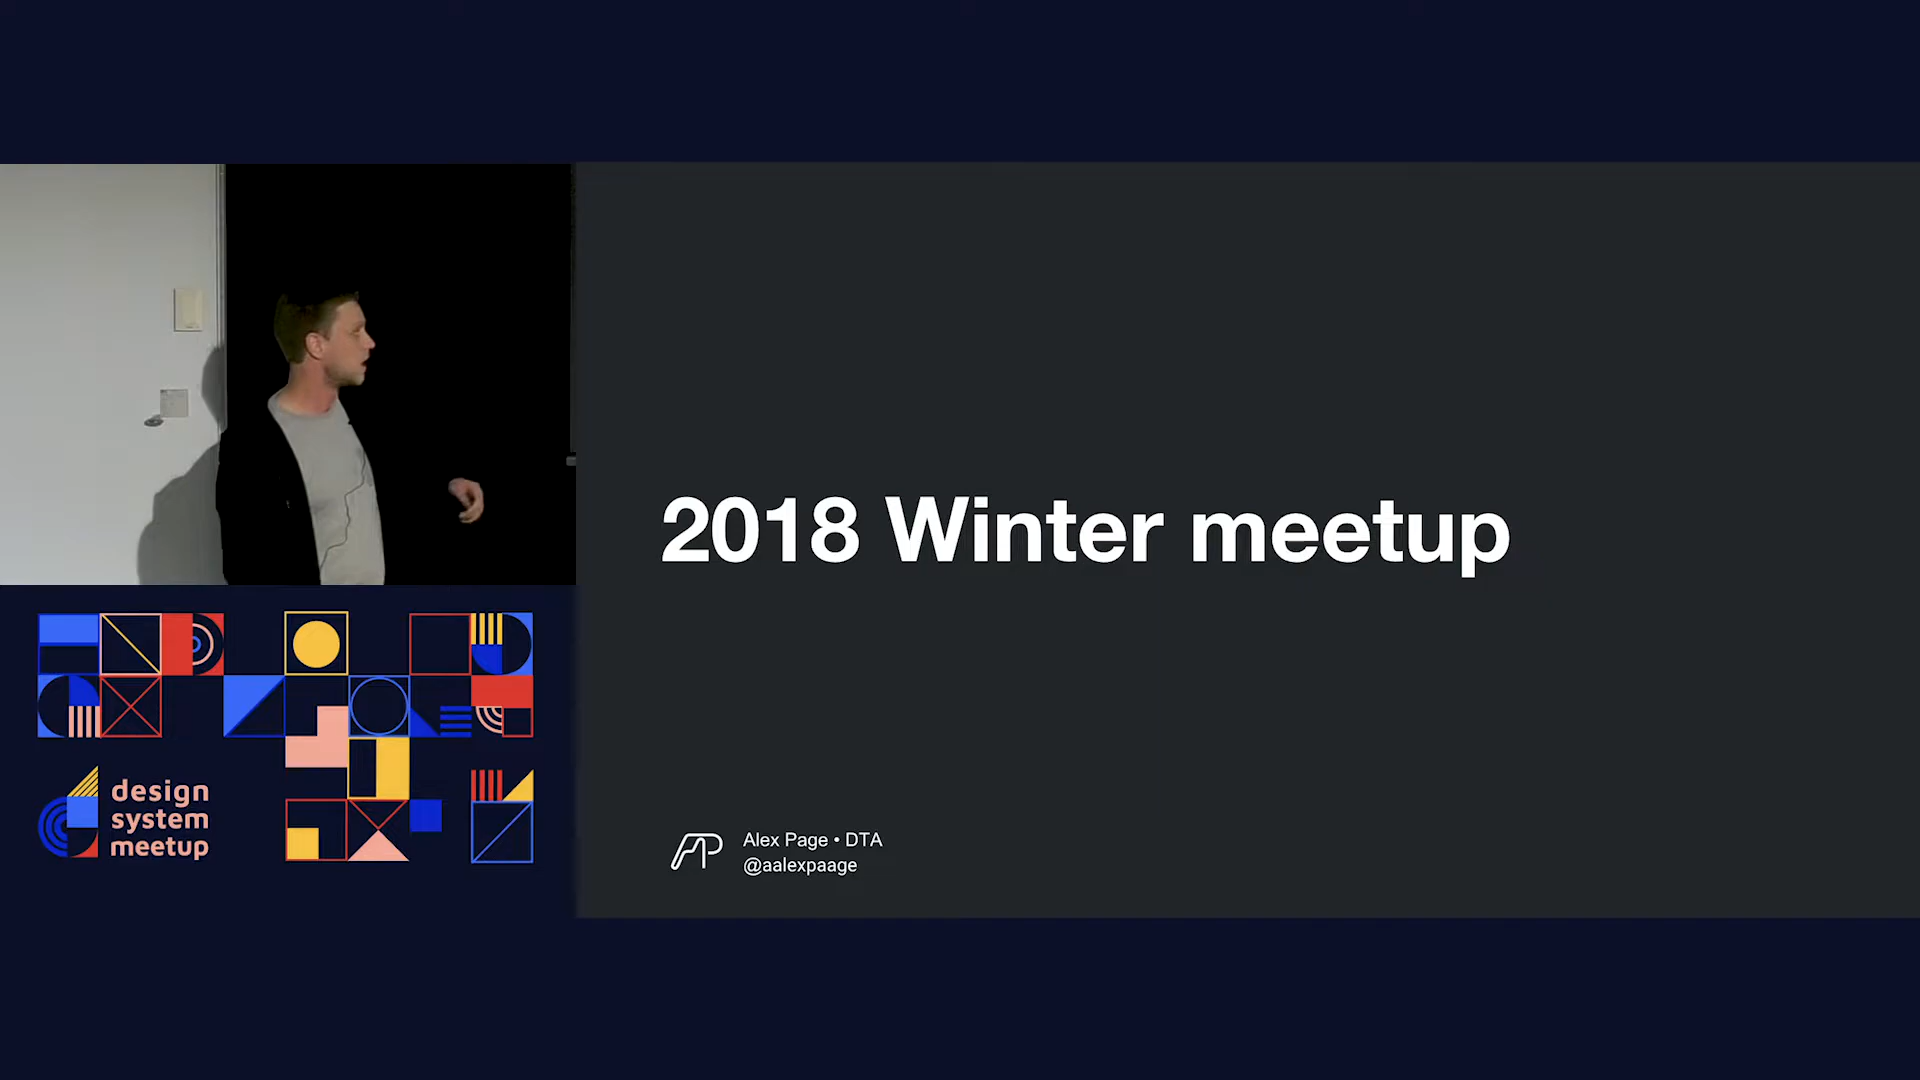 2018 Winter meetup
design
system
meetup
Alex Page • DTA
@aalexpaage